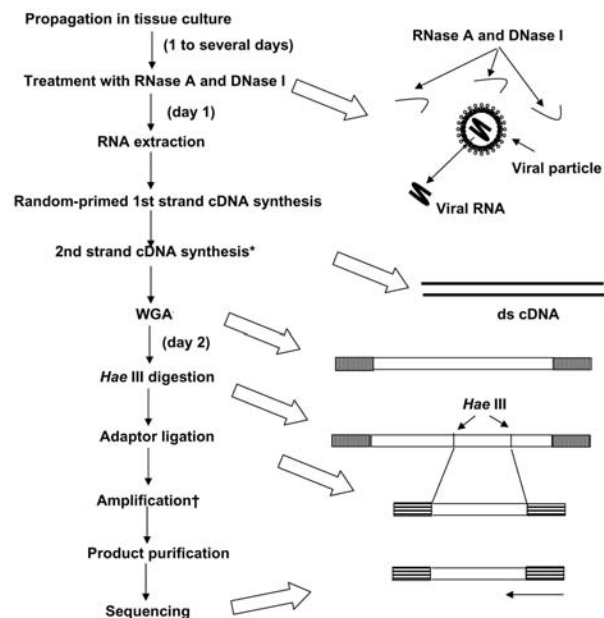 Propagation in tissue culture
(1 to several days)
Treatment with RNase A and DNase I
(day 1)
RNA extraction
Random-primed 1st strand cDNA synthesis
2nd strand cDNA synthesis*
WGA
(day 2)
Hae III digestion
Adaptor ligation
Amplification†
Product purification
Sequencing
RNase A and DNase I
Viral particle
Viral RNA
ds cDNA
Hae III